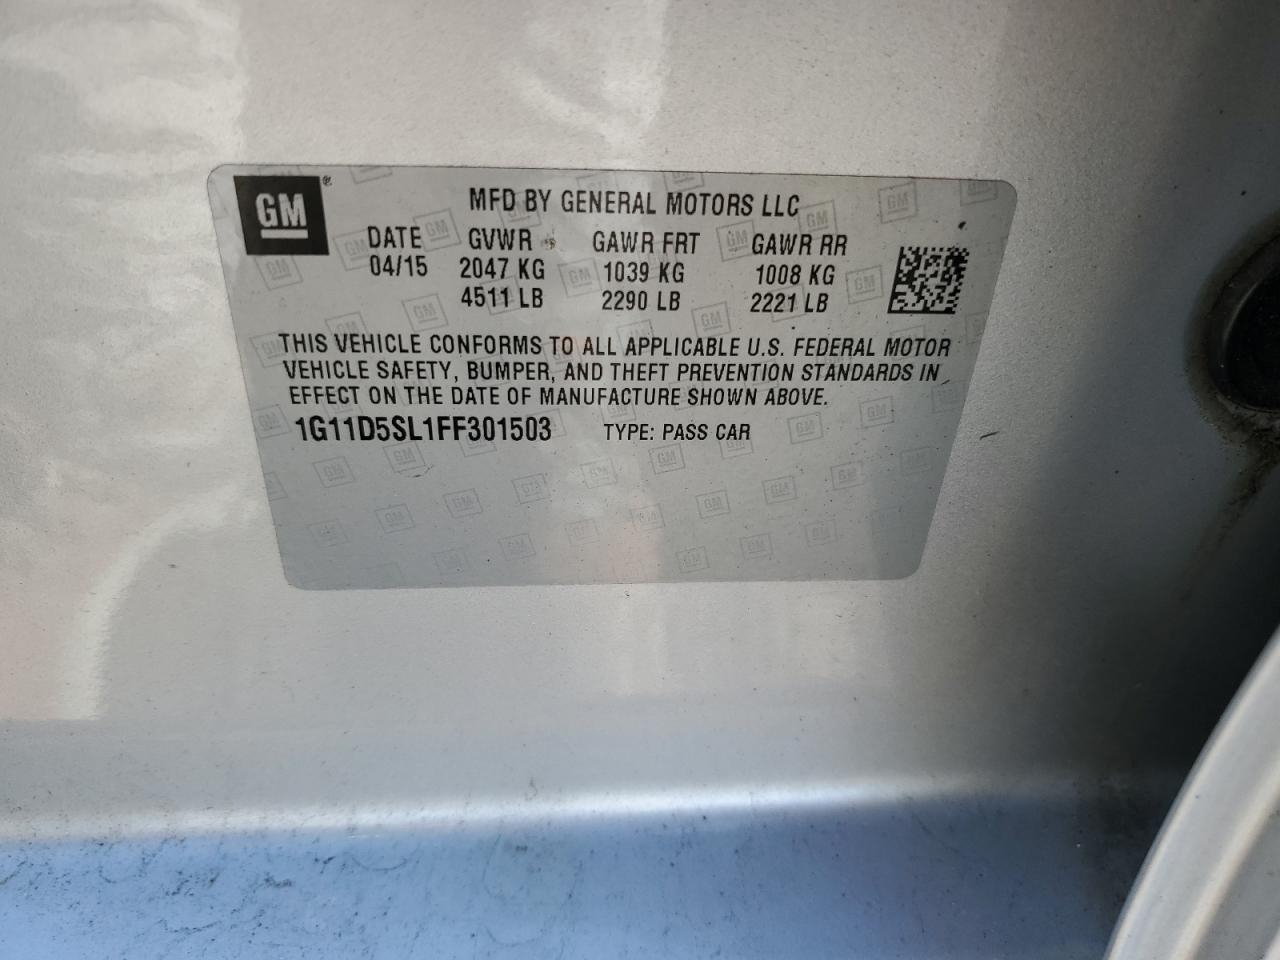 GM®
MFD BY GENERAL MOTORS LLC
DATE GVWR GAWR FRT GAWR RR
04/15 2047 KG 1039 KG 1008 KG
4511 LB 2290 LB 2221 LB
THIS VEHICLE CONFORMS TO ALL APPLICABLE U.S. FEDERAL MOTOR
VEHICLE SAFETY, BUMPER, AND THEFT PREVENTION STANDARDS IN
EFFECT ON THE DATE OF MANUFACTURE SHOWN ABOVE.
1G11D5SL1FF301503 TYPE: PASS CAR